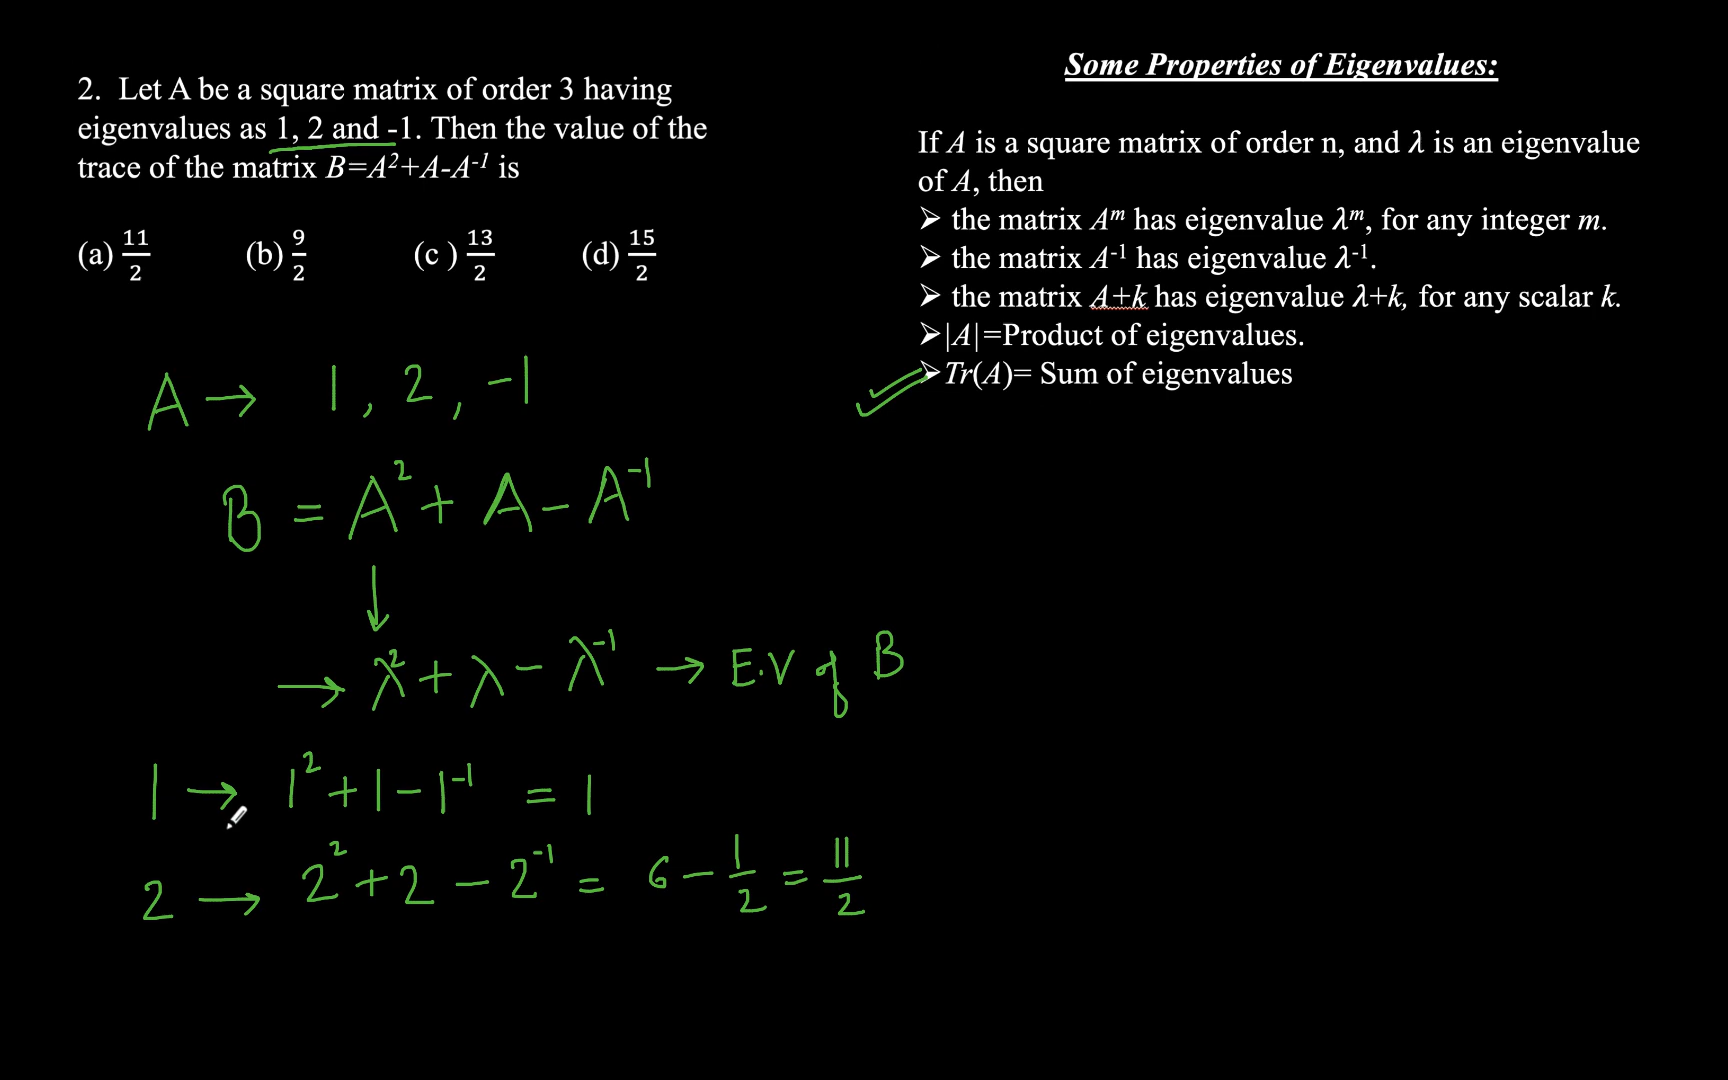 2. Let A be a square matrix of order 3 having
eigenvalues as 1, 2 and -1. Then the value of the
trace of the matrix B=A²+A-A⁻¹ is
(a) 11/2 (b) 9/2 (c ) 13/2 (d) 15/2
A → 1, 2, -1
B = A² + A - A⁻¹
↓
→ λ² + λ - λ⁻¹ → E.V of B
1 → 1² + 1 - 1⁻¹ = 1
2 → 2² + 2 - 2⁻¹ = 6 - 1/2 = 11/2
Some Properties of Eigenvalues:
If A is a square matrix of order n, and λ is an eigenvalue
of A, then
➢ the matrix Aᵐ has eigenvalue λᵐ, for any integer m.
➢ the matrix A⁻¹ has eigenvalue λ⁻¹.
➢ the matrix A+k has eigenvalue λ+k, for any scalar k.
➢|A|=Product of eigenvalues.
➢Tr(A)= Sum of eigenvalues